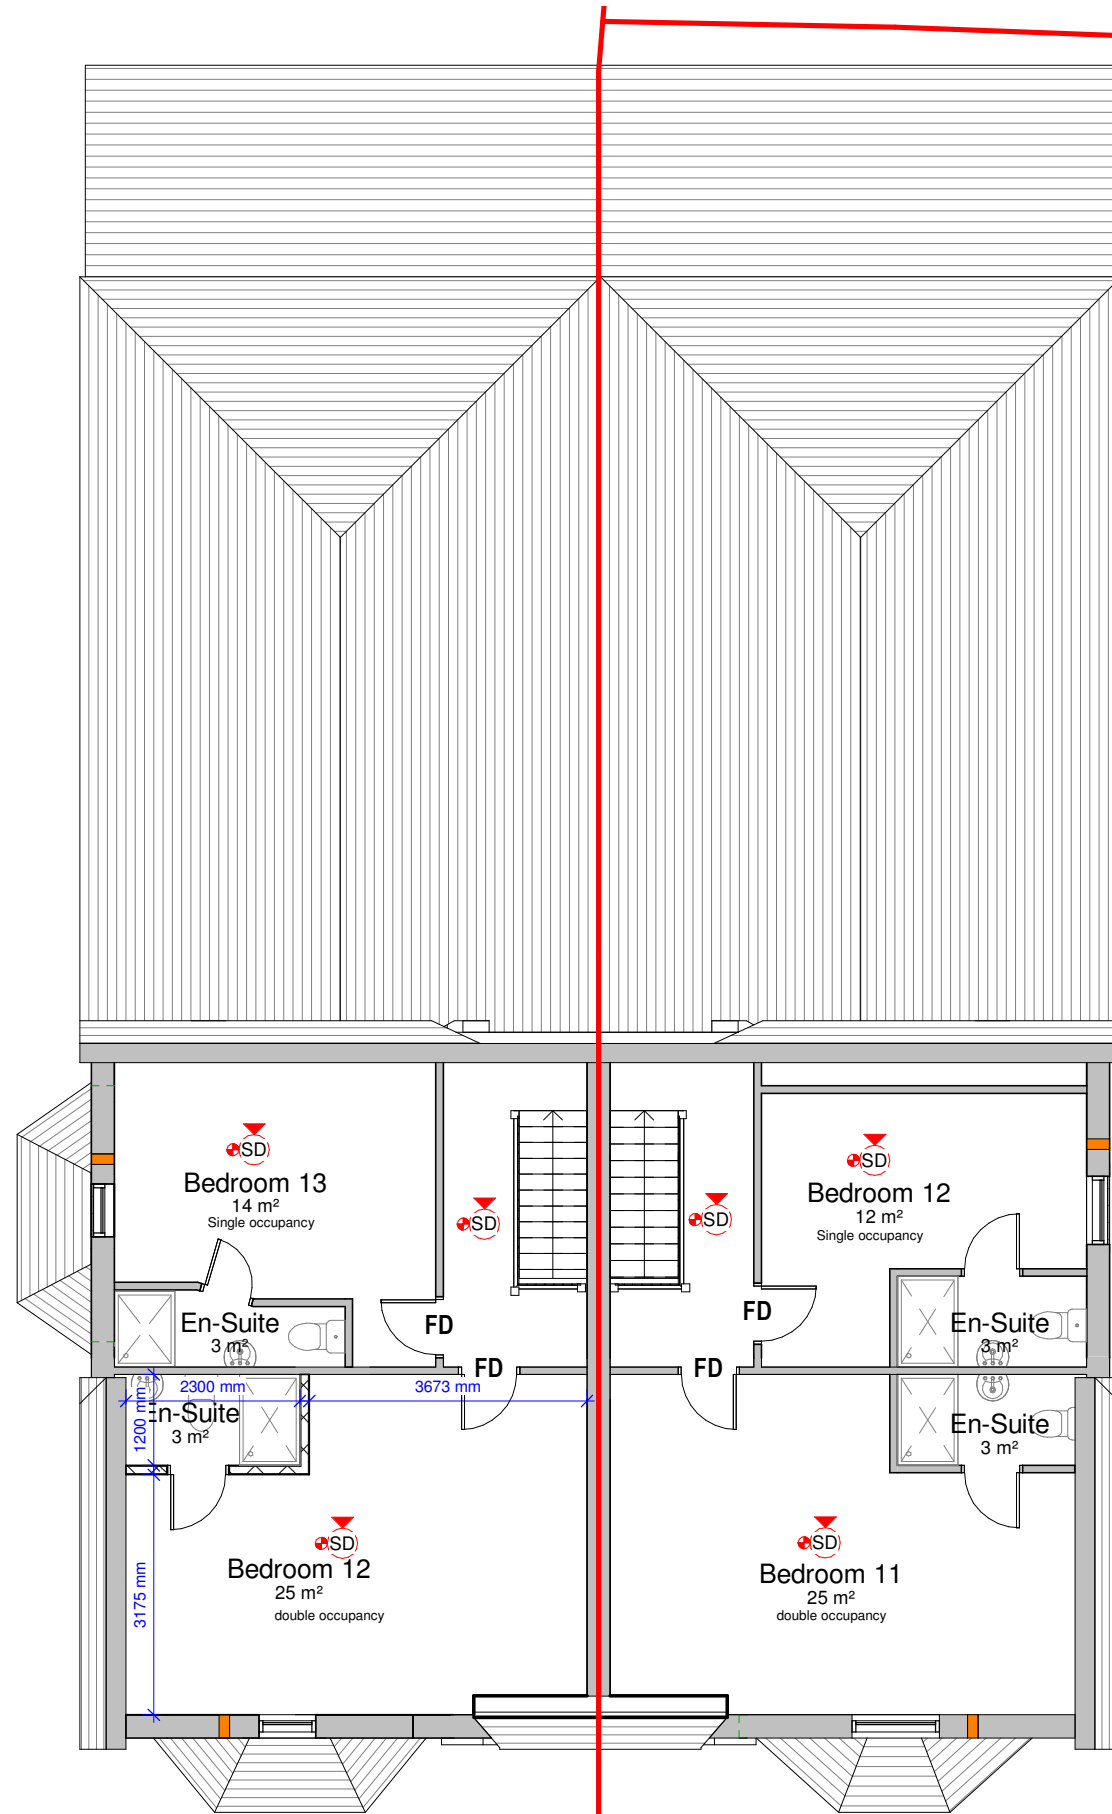 SD
Bedroom 13
14 m²
Single occupancy
SD
SD
SD
Bedroom 12
12 m²
Single occupancy
En-Suite
3 m²
FD
FD
FD
FD
En-Suite
3 m²
2300 mm
3673 mm
1200 mm
En-Suite
3 m²
En-Suite
3 m²
3175 mm
SD
Bedroom 12
25 m²
double occupancy
SD
Bedroom 11
25 m²
double occupancy